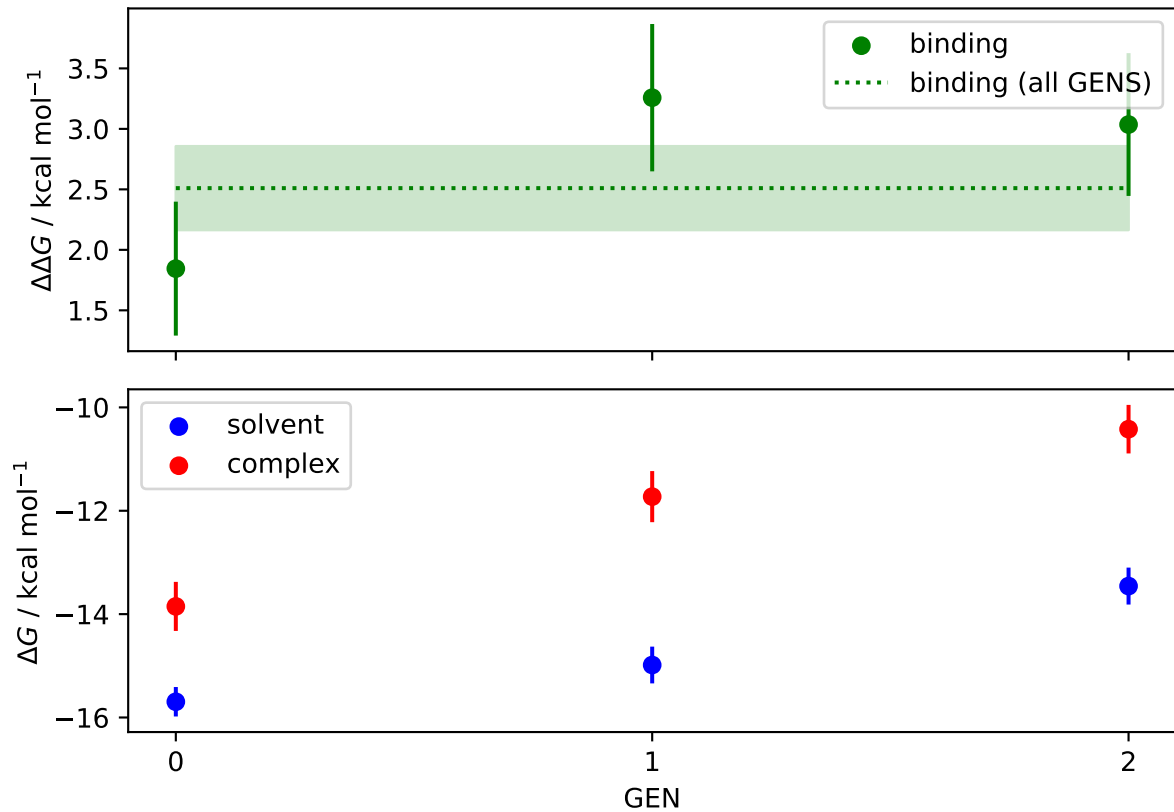 3.5
3.0
2.5
2.0
1.5
ΔΔG / kcal mol⁻¹
binding
binding (all GENS)
−10
−12
−14
−16
ΔG / kcal mol⁻¹
solvent
complex
0 1 2
GEN